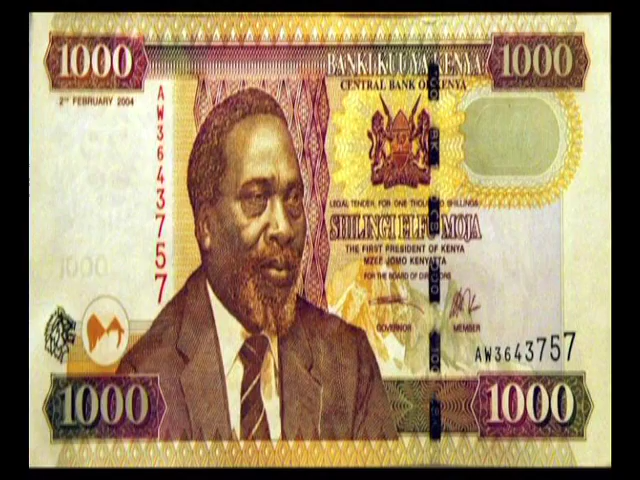 1000
BANKI KUU YA KENYA
1000
CENTRAL BANK OF KENYA
2ND FEBRUARY 2004
AW3643757
LEGAL TENDER FOR ONE THOUSAND SHILLINGS
SHILINGI ELFU MOJA
THE FIRST PRESIDENT OF KENYA
MZEE JOMO KENYATTA
FOR THE BOARD OF DIRECTORS
1000
GOVERNOR
MEMBER
AW3643757
1000
1000